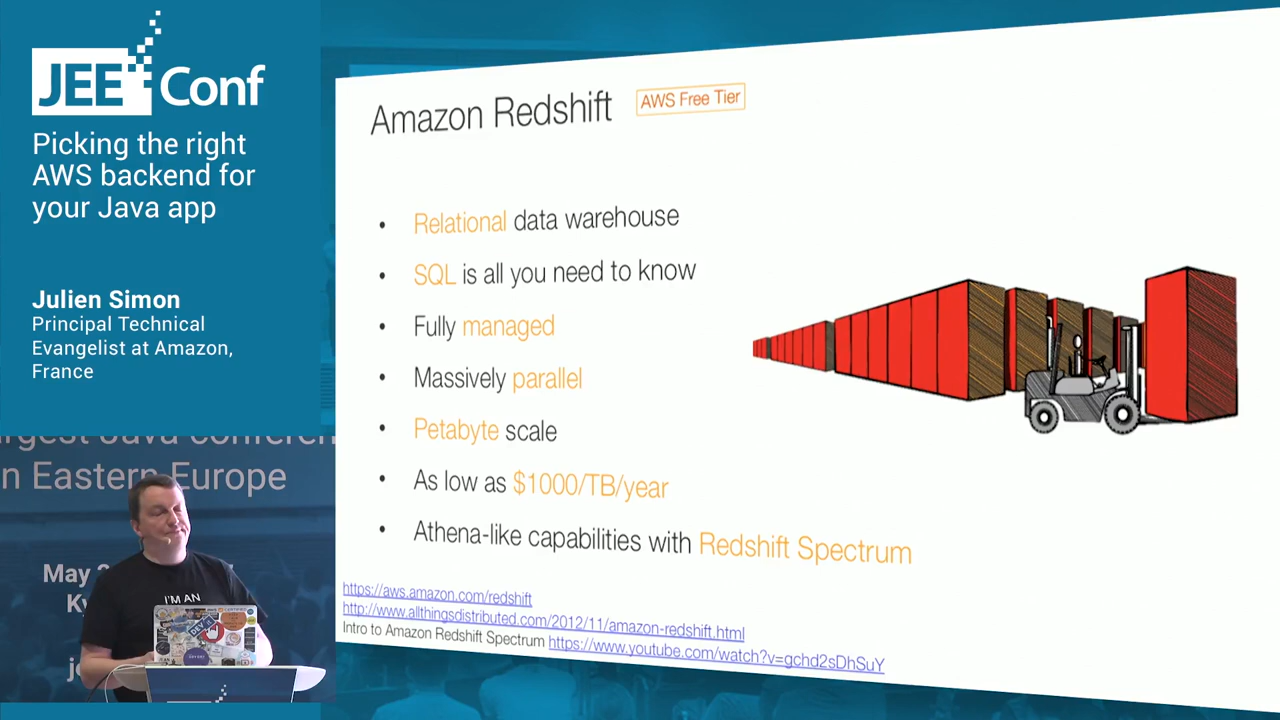 JEE Conf
Picking the right
AWS backend for
your Java app
Julien Simon
Principal Technical
Evangelist at Amazon,
France
Java conferen
n Eastern Europe
May
Ky
I'M AN
DEV
Amazon Redshift
AWS Free Tier
• Relational data warehouse
• SQL is all you need to know
• Fully managed
• Massively parallel
• Petabyte scale
• As low as $1000/TB/year
• Athena-like capabilities with Redshift Spectrum
https://aws.amazon.com/redshift
http://www.allthingsdistributed.com/2012/11/amazon-redshift.html
Intro to Amazon Redshift Spectrum https://www.youtube.com/watch?v=gchd2sDhSuY